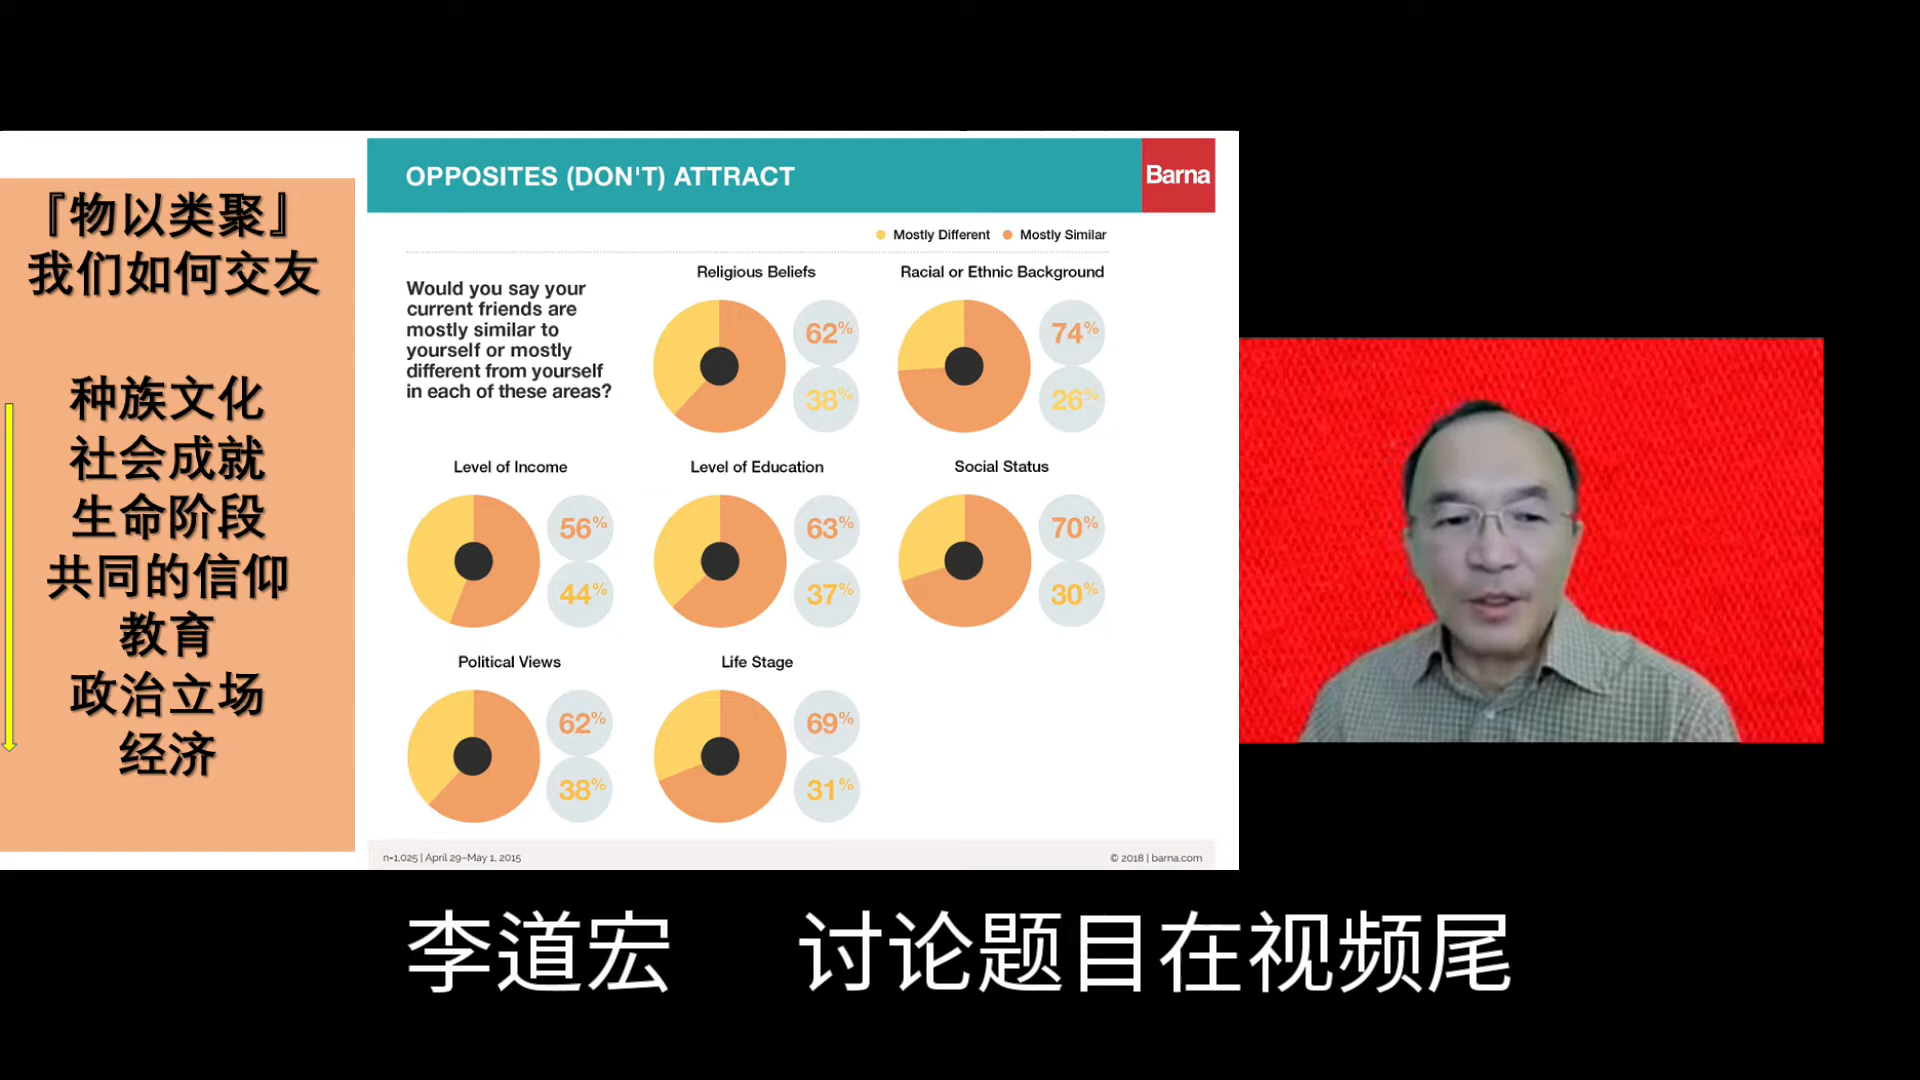 『物以类聚』
我们如何交友
种族文化
社会成就
生命阶段
共同的信仰
教育
政治立场
经济
OPPOSITES (DON'T) ATTRACT
Barna
Mostly Different
Mostly Similar
Would you say your
current friends are
mostly similar to
yourself or mostly
different from yourself
in each of these areas?
Religious Beliefs
62%
38%
Racial or Ethnic Background
74%
26%
Level of Income
56%
44%
Level of Education
63%
37%
Social Status
70%
30%
Political Views
62%
38%
Life Stage
69%
31%
n=1,025 | April 29–May 1, 2015
© 2018 | barna.com
李道宏 讨论题目在视频尾